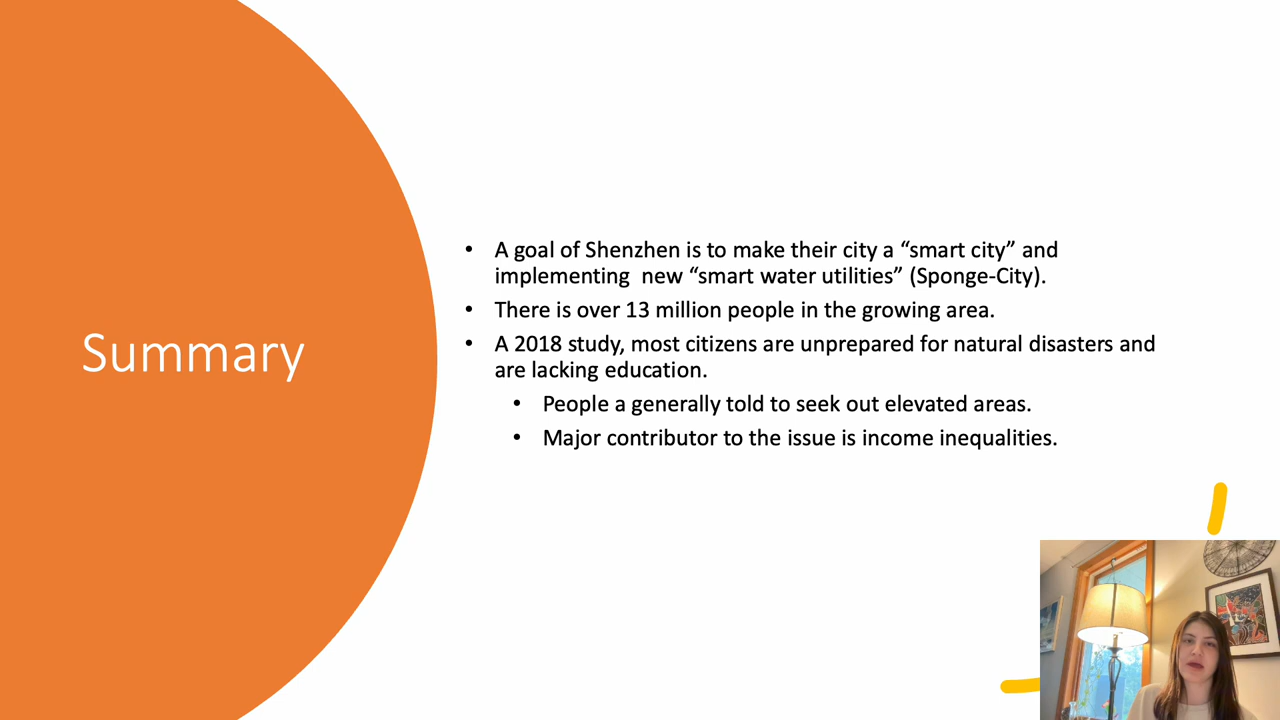 Summary
• A goal of Shenzhen is to make their city a “smart city” and
implementing  new “smart water utilities” (Sponge-City).
• There is over 13 million people in the growing area.
• A 2018 study, most citizens are unprepared for natural disasters and
are lacking education.
• People a generally told to seek out elevated areas.
• Major contributor to the issue is income inequalities.